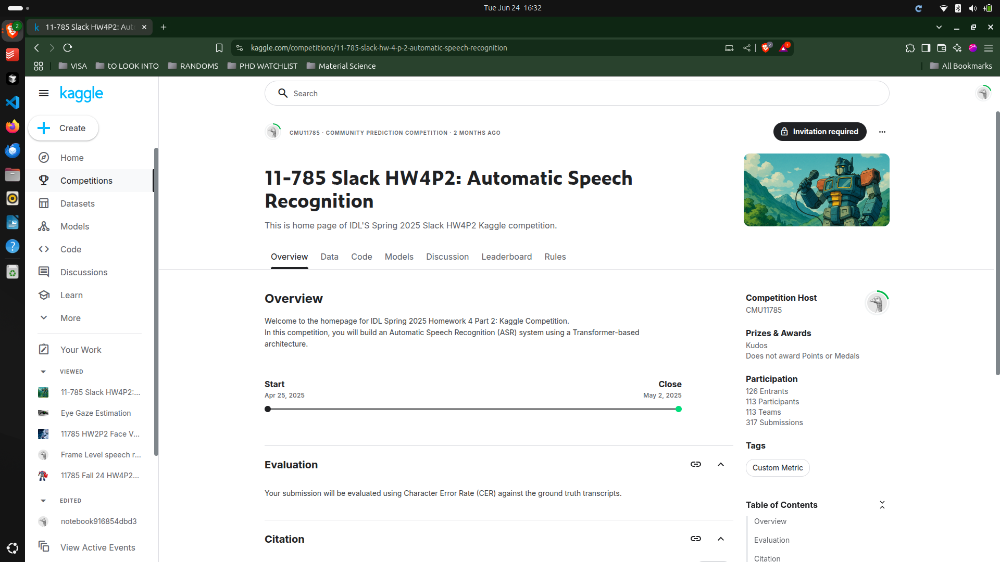 Tue Jun 24 16:32
2
k 11-785 Slack HW4P2: Aut
kaggle.com/competitions/11-785-slack-hw-4-p-2-automatic-speech-recognition
2
1
VISA
tO LOOK INTO
RANDOMS
PHD WATCHLIST
Material Science
All Bookmarks
kaggle
Search
Create
Home
Competitions
Datasets
Models
Code
Discussions
Learn
More
Your Work
VIEWED
11-785 Slack HW4P2:...
Eye Gaze Estimation
11785 HW2P2 Face V...
Frame Level speech r...
11785 Fall 24 HW4P2...
EDITED
notebook916854dbd3
View Active Events
CMU11785 · COMMUNITY PREDICTION COMPETITION · 2 MONTHS AGO
Invitation required
11-785 Slack HW4P2: Automatic Speech
Recognition
This is home page of IDL'S Spring 2025 Slack HW4P2 Kaggle competition.
Overview
Data
Code
Models
Discussion
Leaderboard
Rules
Overview
Welcome to the homepage for IDL Spring 2025 Homework 4 Part 2: Kaggle Competition.
In this competition, you will build an Automatic Speech Recognition (ASR) system using a Transformer-based
architecture.
Start
Apr 25, 2025
Close
May 2, 2025
Evaluation
Your submission will be evaluated using Character Error Rate (CER) against the ground truth transcripts.
Citation
Competition Host
CMU11785
Prizes & Awards
Kudos
Does not award Points or Medals
Participation
126 Entrants
113 Participants
113 Teams
317 Submissions
Tags
Custom Metric
Table of Contents
Overview
Evaluation
Citation